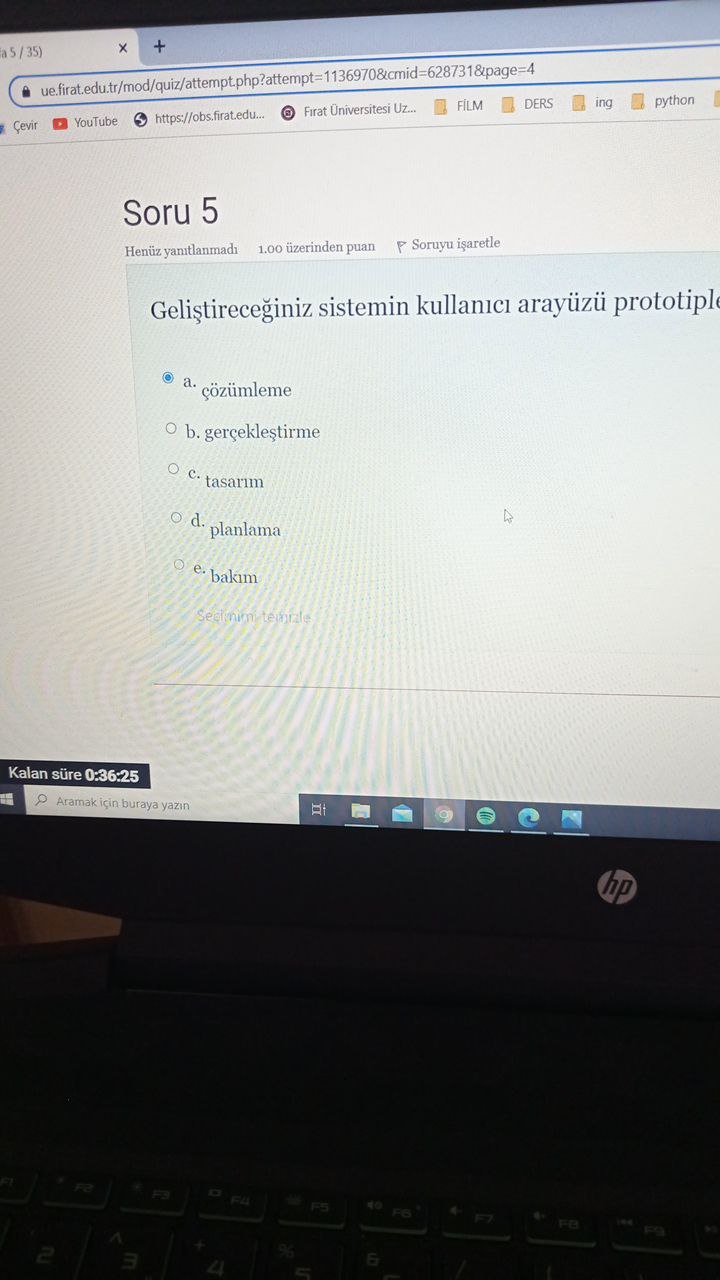 a 5 / 35)
ue.firat.edu.tr/mod/quiz/attempt.php?attempt=1136970&cmid=628731&page=4
Çevir YouTube https://obs.firat.edu... Fırat Üniversitesi Uz... FİLM DERS ing python
Soru 5
Henüz yanıtlanmadı 1.00 üzerinden puan Soruyu işaretle
Geliştireceğiniz sistemin kullanıcı arayüzü prototiple
a. çözümleme
b. gerçekleştirme
c. tasarım
d. planlama
e. bakım
Seçimimi temizle
Kalan süre 0:36:25
Aramak için buraya yazın
hp
F1 F2 F3 F4 F5 F6 F7 F8 F9
2 3 4 % 5 6